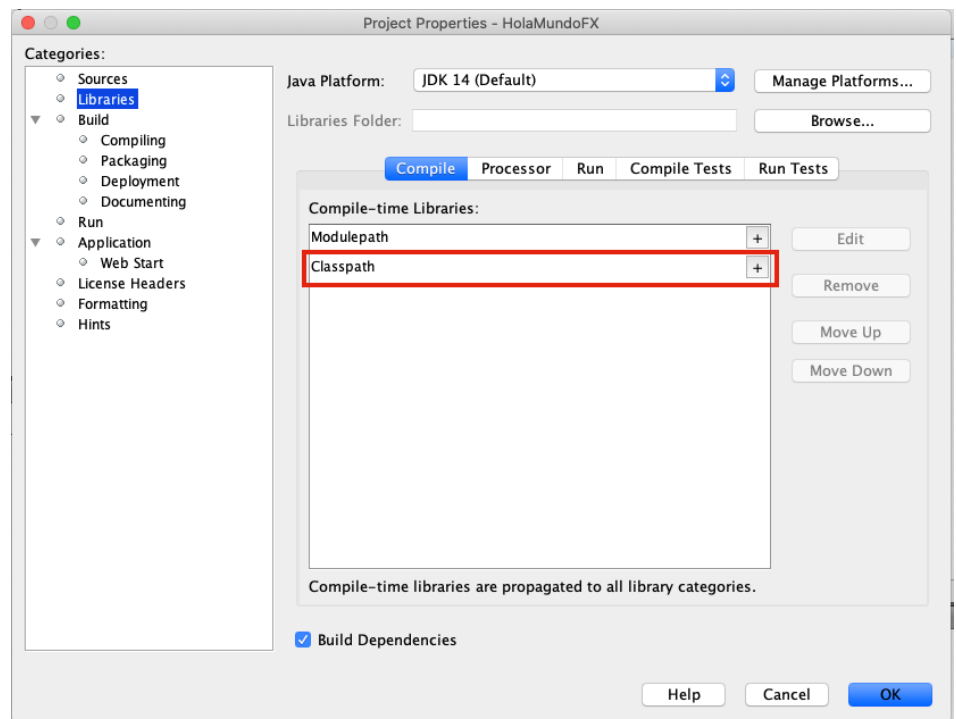 Project Properties - HolaMundoFX
Categories:
Sources
Libraries
Build
Compiling
Packaging
Deployment
Documenting
Run
Application
Web Start
License Headers
Formatting
Hints
Java Platform: JDK 14 (Default) Manage Platforms...
Libraries Folder: Browse...
Compile Processor Run Compile Tests Run Tests
Compile-time Libraries:
Modulepath + Edit
Classpath +
Remove
Move Up
Move Down
Compile-time libraries are propagated to all library categories.
Build Dependencies
Help Cancel OK